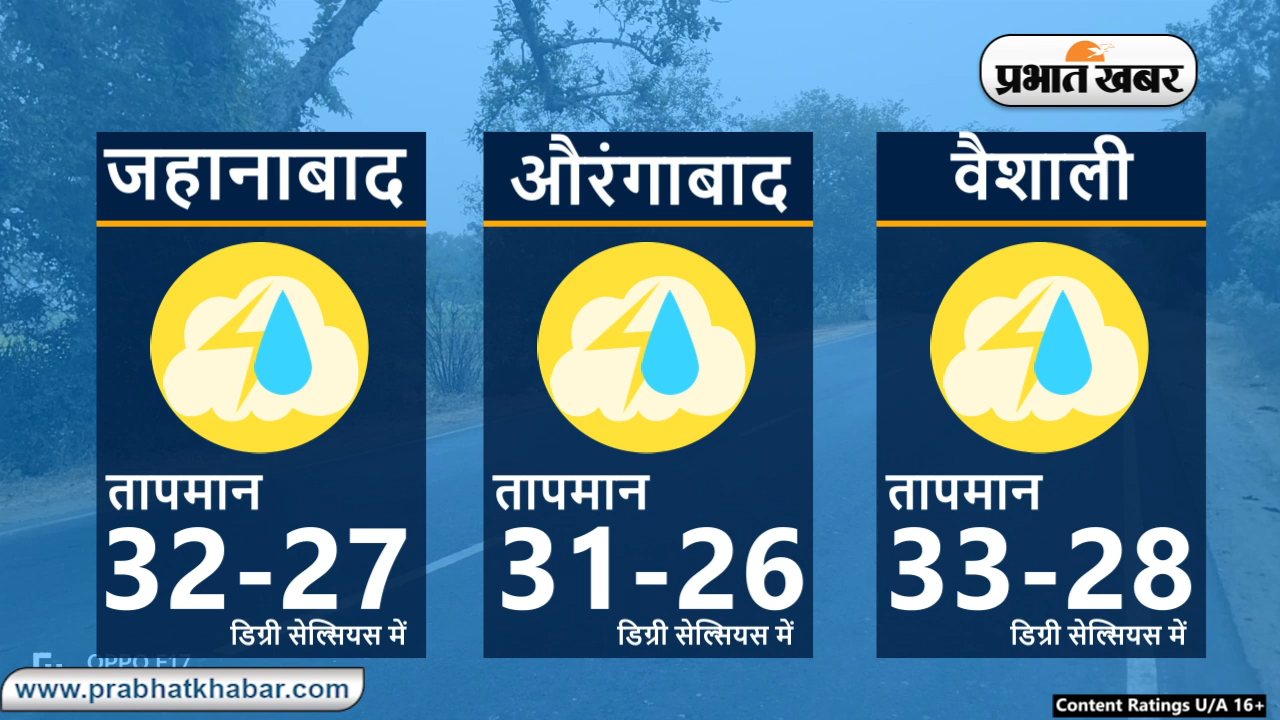 प्रभात खबर
जहानाबाद
औरंगाबाद
वैशाली
तापमान
32-27
डिग्री सेल्सियस में
तापमान
31-26
डिग्री सेल्सियस में
तापमान
33-28
डिग्री सेल्सियस में
OPPO F17
www.prabhatkhabar.com
Content Ratings U/A 16+